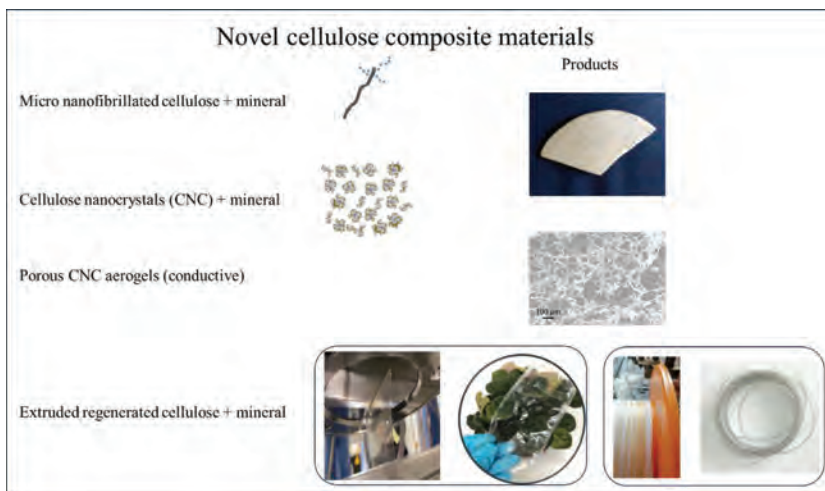 Novel cellulose composite materials
Products
Micro nanofibrillated cellulose + mineral
Cellulose nanocrystals (CNC) + mineral
Porous CNC aerogels (conductive)
100 µm
Extruded regenerated cellulose + mineral